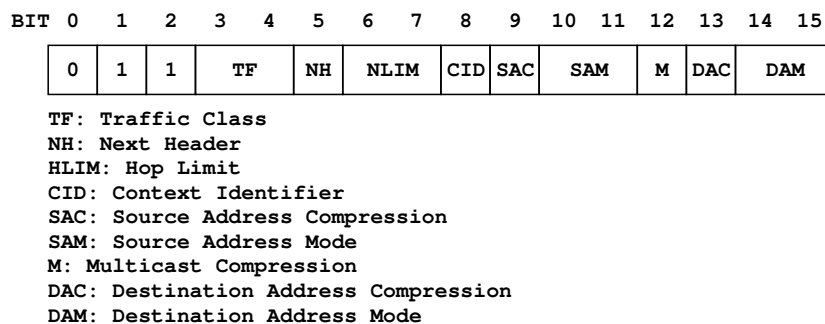 BIT 0 1 2 3 4 5 6 7 8 9 10 11 12 13 14 15
0 1 1 TF NH NLIM CID SAC SAM M DAC DAM
TF: Traffic Class
NH: Next Header
HLIM: Hop Limit
CID: Context Identifier
SAC: Source Address Compression
SAM: Source Address Mode
M: Multicast Compression
DAC: Destination Address Compression
DAM: Destination Address Mode